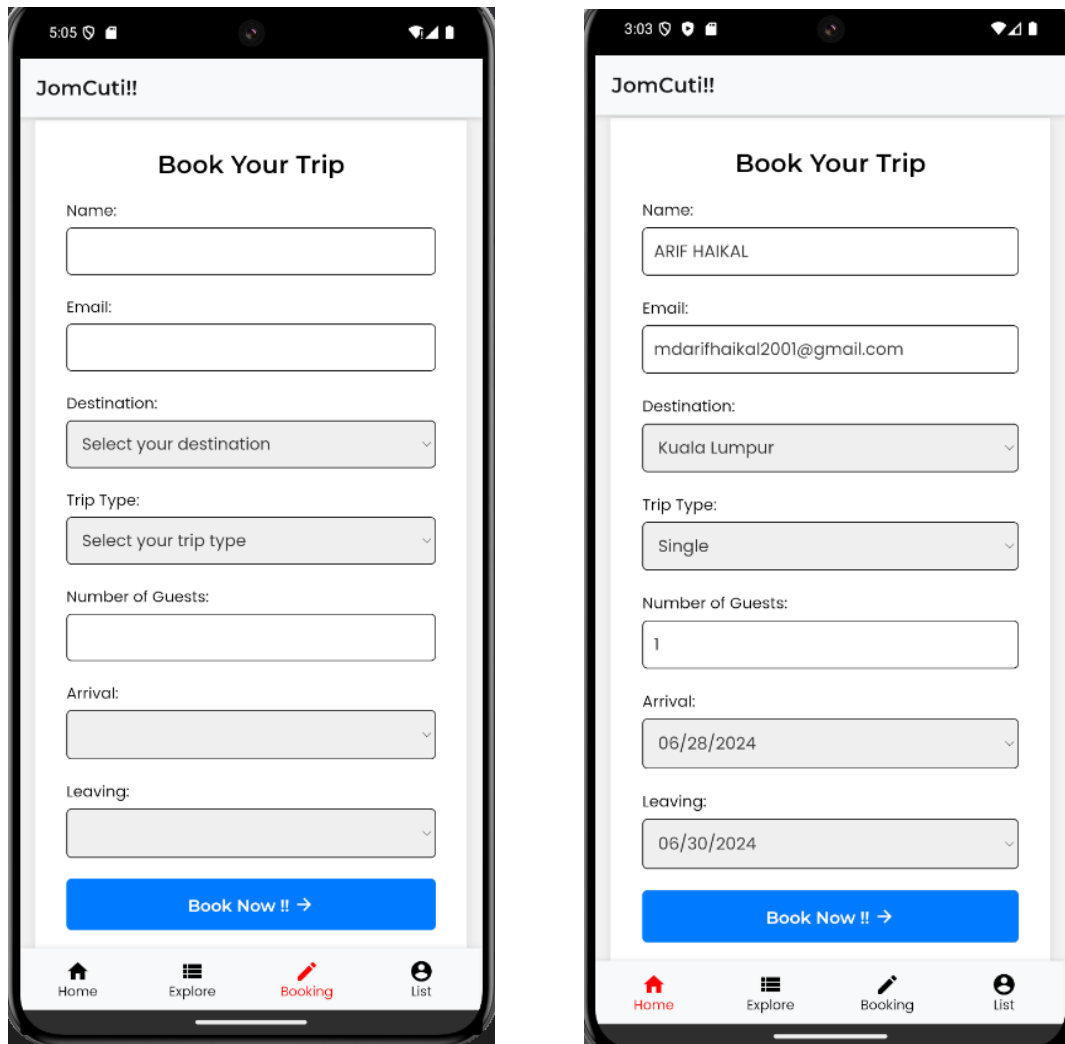 5:05
JomCuti!!
Book Your Trip
Name:
Email:
Destination:
Select your destination
Trip Type:
Select your trip type
Number of Guests:
Arrival:
Leaving:
Book Now !! →
Home Explore Booking List
3:03
JomCuti!!
Book Your Trip
Name:
ARIF HAIKAL
Email:
mdarifhaikal2001@gmail.com
Destination:
Kuala Lumpur
Trip Type:
Single
Number of Guests:
1
Arrival:
06/28/2024
Leaving:
06/30/2024
Book Now !! →
Home Explore Booking List